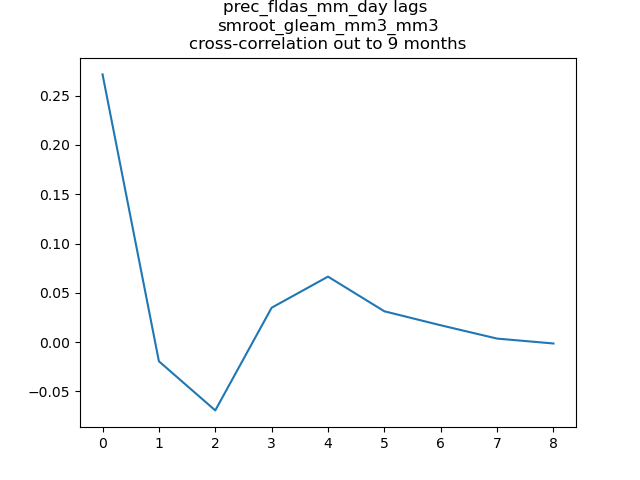 prec_fldas_mm_day lags
smroot_gleam_mm3_mm3
cross-correlation out to 9 months
0.25
0.20
0.15
0.10
0.05
0.00
−0.05
0 1 2 3 4 5 6 7 8